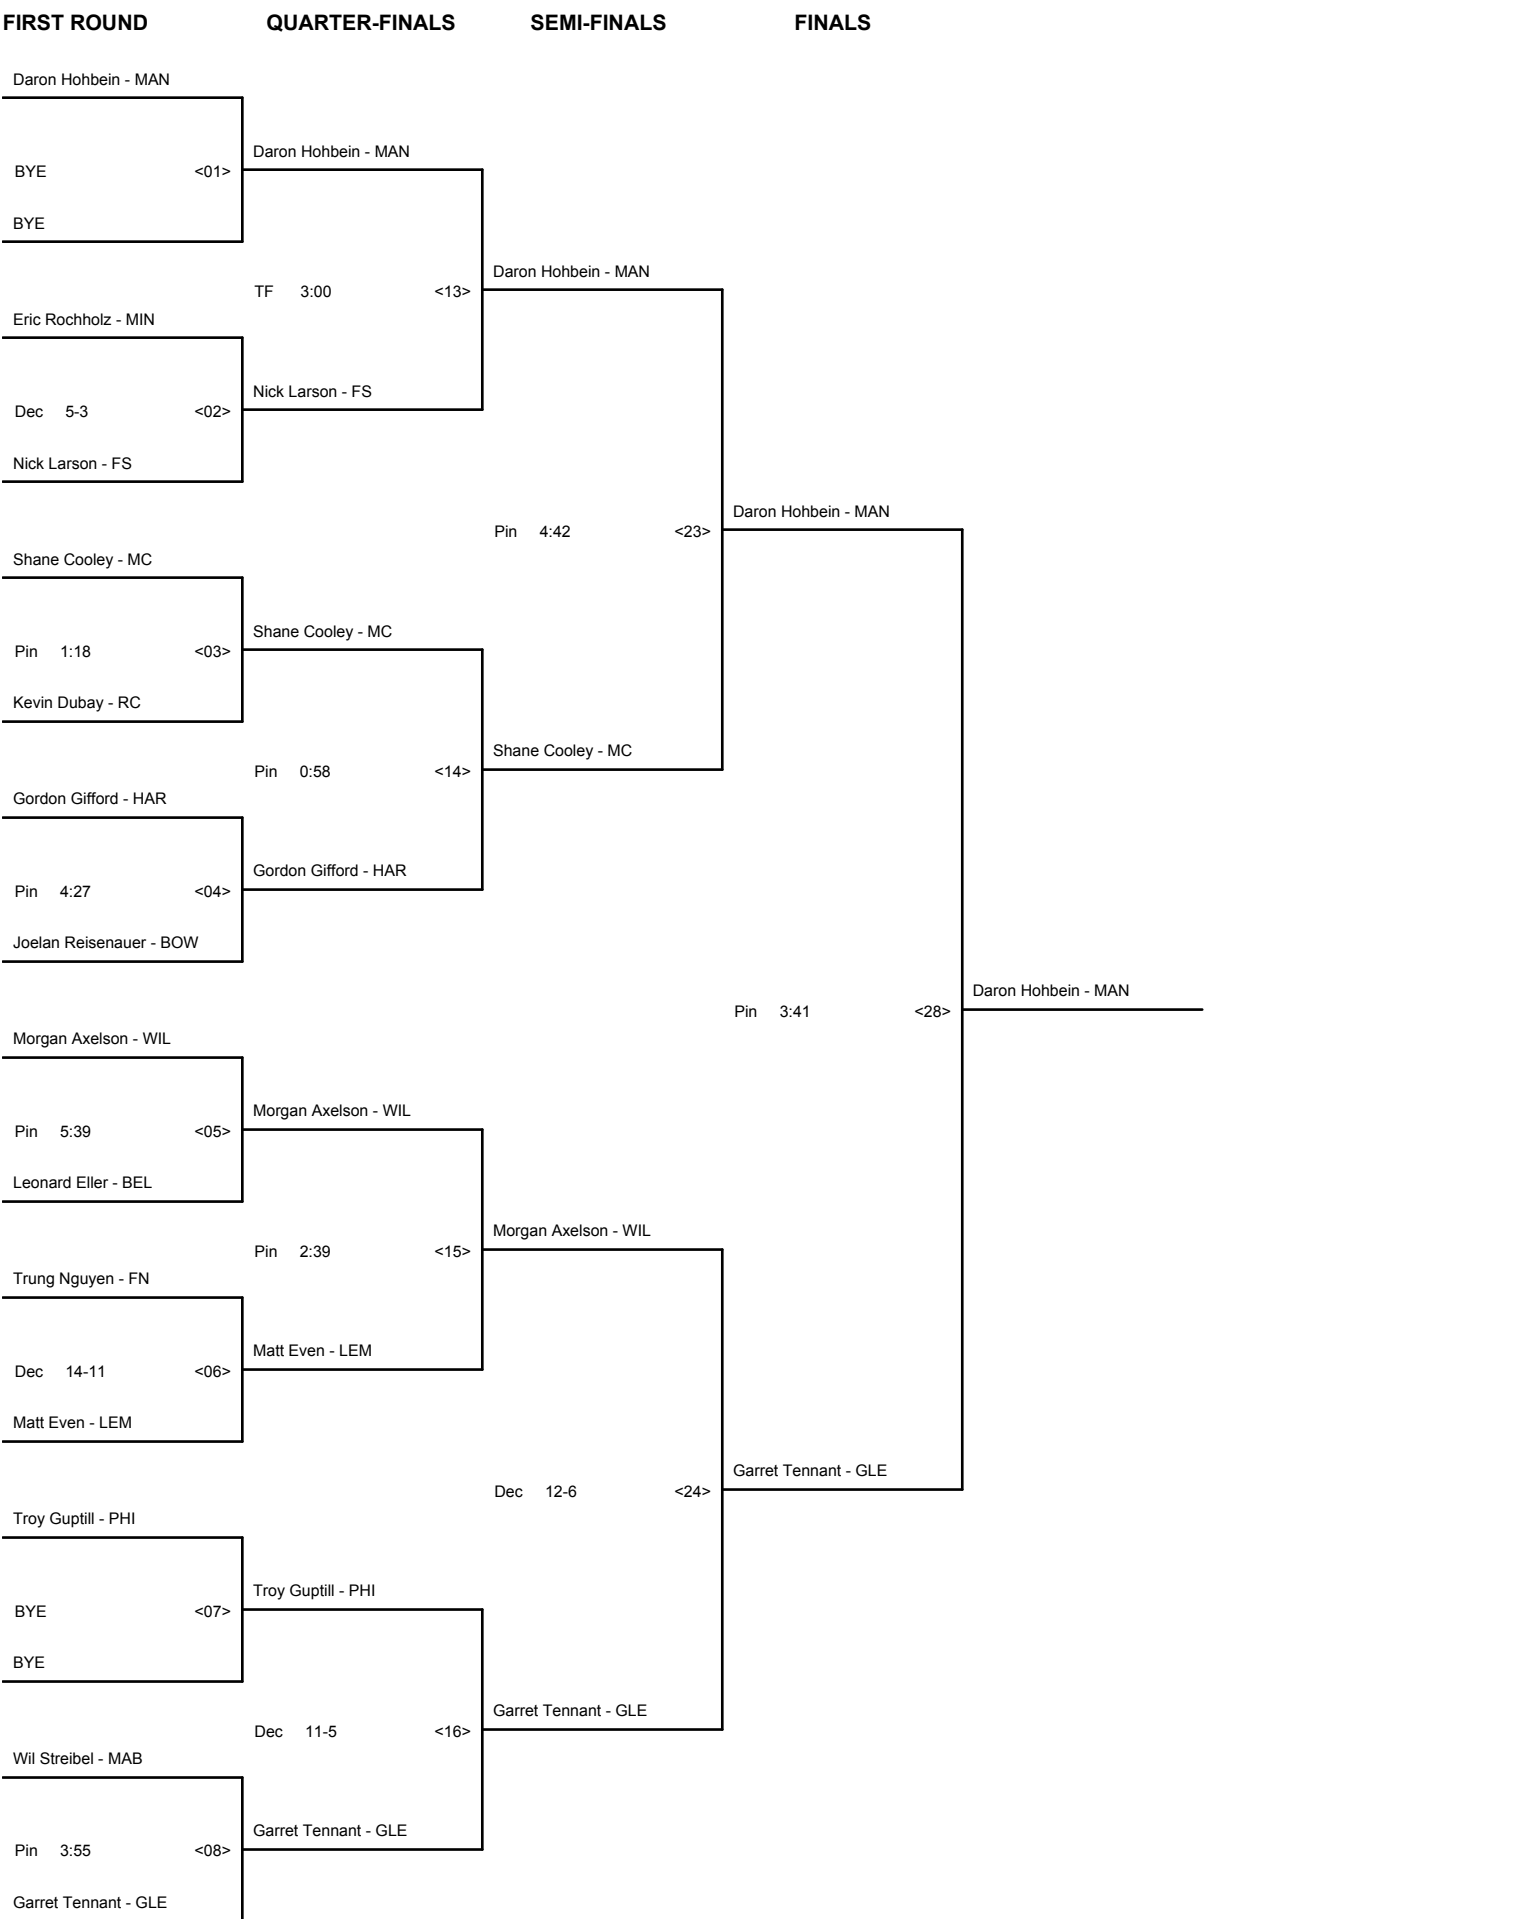 FIRST ROUND QUARTER-FINALS SEMI-FINALS FINALS
Daron Hohbein - MAN
Daron Hohbein - MAN
BYE <01>
BYE
Daron Hohbein - MAN
TF 3:00 <13>
Eric Rochholz - MIN
Nick Larson - FS
Dec 5-3 <02>
Nick Larson - FS
Daron Hohbein - MAN
Pin 4:42 <23>
Shane Cooley - MC
Shane Cooley - MC
Pin 1:18 <03>
Kevin Dubay - RC
Shane Cooley - MC
Pin 0:58 <14>
Gordon Gifford - HAR
Gordon Gifford - HAR
Pin 4:27 <04>
Joelan Reisenauer - BOW
Daron Hohbein - MAN
Pin 3:41 <28>
Morgan Axelson - WIL
Morgan Axelson - WIL
Pin 5:39 <05>
Leonard Eller - BEL
Morgan Axelson - WIL
Pin 2:39 <15>
Trung Nguyen - FN
Matt Even - LEM
Dec 14-11 <06>
Matt Even - LEM
Garret Tennant - GLE
Dec 12-6 <24>
Troy Guptill - PHI
Troy Guptill - PHI
BYE <07>
BYE
Garret Tennant - GLE
Dec 11-5 <16>
Wil Streibel - MAB
Garret Tennant - GLE
Pin 3:55 <08>
Garret Tennant - GLE